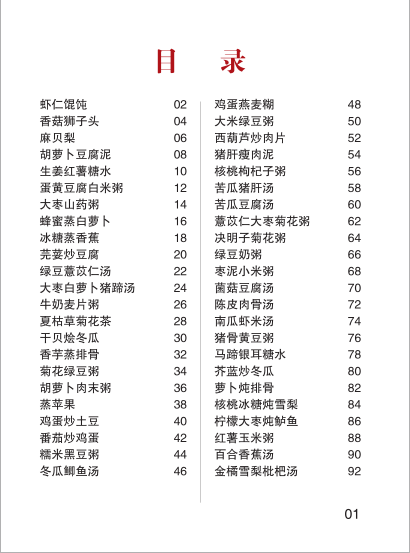 目 录
虾仁馄饨 02
香菇狮子头 04
麻贝梨 06
胡萝卜豆腐泥 08
生姜红薯糖水 10
蛋黄豆腐白米粥 12
大枣山药粥 14
蜂蜜蒸白萝卜 16
冰糖蒸香蕉 18
芫荽炒豆腐 20
绿豆薏苡仁汤 22
大枣白萝卜猪蹄汤 24
牛奶麦片粥 26
夏枯草菊花茶 28
干贝烩冬瓜 30
香芋蒸排骨 32
菊花绿豆粥 34
胡萝卜肉末粥 36
蒸苹果 38
鸡蛋炒土豆 40
番茄炒鸡蛋 42
糯米黑豆粥 44
冬瓜鲫鱼汤 46
鸡蛋燕麦糊 48
大米绿豆粥 50
西葫芦炒肉片 52
猪肝瘦肉泥 54
核桃枸杞子粥 56
苦瓜猪肝汤 58
苦瓜豆腐汤 60
薏苡仁大枣菊花粥 62
决明子菊花粥 64
绿豆奶粥 66
枣泥小米粥 68
菌菇豆腐汤 70
陈皮肉骨汤 72
南瓜虾米汤 74
猪骨黄豆粥 76
马蹄银耳糖水 78
芥蓝炒冬瓜 80
萝卜炖排骨 82
核桃冰糖炖雪梨 84
柠檬大枣炖鲈鱼 86
红薯玉米粥 88
百合香蕉汤 90
金橘雪梨枇杷汤 92
01